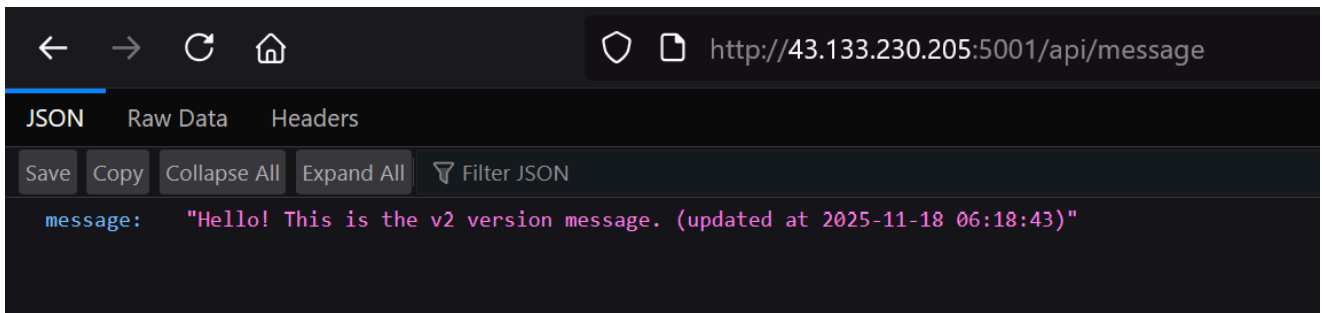 http://43.133.230.205:5001/api/message
JSON Raw Data Headers
Save Copy Collapse All Expand All Filter JSON
message: "Hello! This is the v2 version message. (updated at 2025-11-18 06:18:43)"